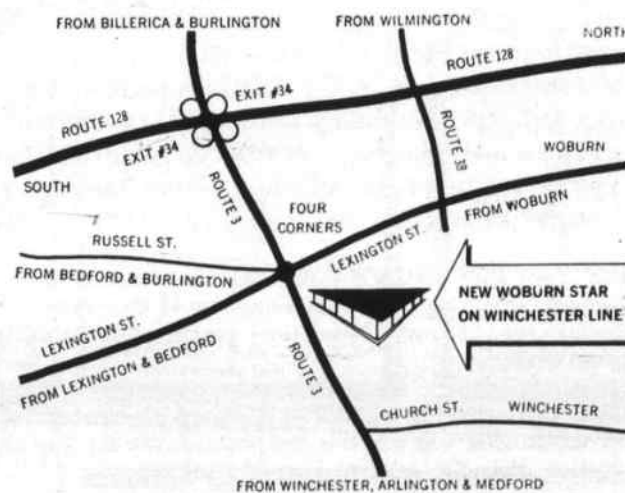 FROM BILLERICA & BURLINGTON
FROM WILMINGTON
NORTH
ROUTE 128
EXIT #34
ROUTE 128
EXIT #34
SOUTH
ROUTE 3
ROUTE 38
WOBURN
FOUR
CORNERS
LEXINGTON ST.
FROM WOBURN
RUSSELL ST.
FROM BEDFORD & BURLINGTON
NEW WOBURN STAR
ON WINCHESTER LINE
LEXINGTON ST.
FROM LEXINGTON & BEDFORD
ROUTE 3
CHURCH ST.
WINCHESTER
FROM WINCHESTER, ARLINGTON & MEDFORD